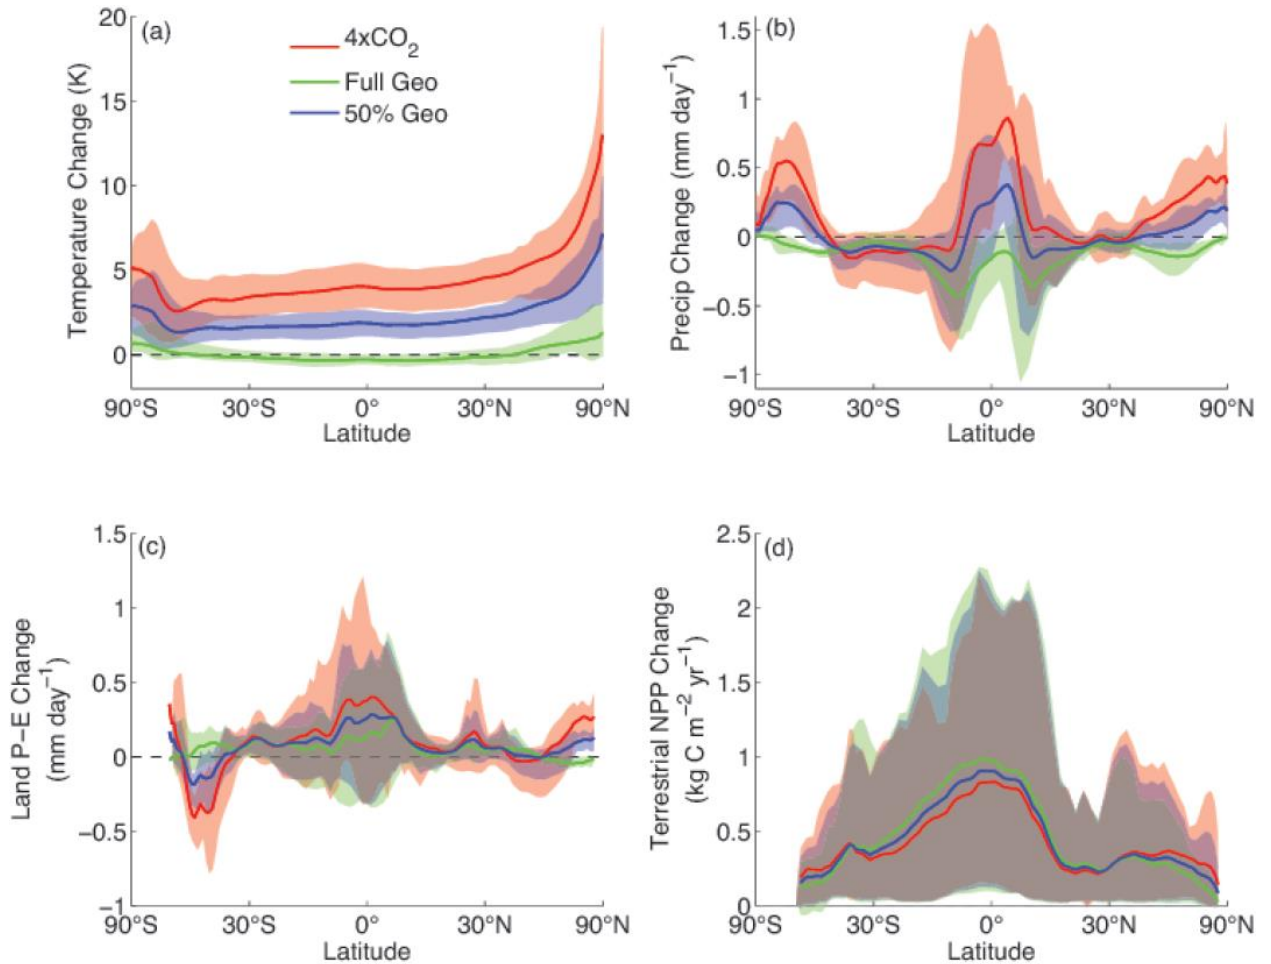 (a)
4xCO2
Full Geo
50% Geo
Temperature Change (K)
20
15
10
5
0
90°S 30°S 0° 30°N 90°N
Latitude
(b)
Precip Change (mm day−1)
1.5
1
0.5
0
−0.5
−1
90°S 30°S 0° 30°N 90°N
Latitude
(c)
Land P−E Change
(mm day−1)
1.5
1
0.5
0
−0.5
−1
90°S 30°S 0° 30°N 90°N
Latitude
(d)
Terrestrial NPP Change
(kg C m−2 yr−1)
2.5
2
1.5
1
0.5
0
90°S 30°S 0° 30°N 90°N
Latitude